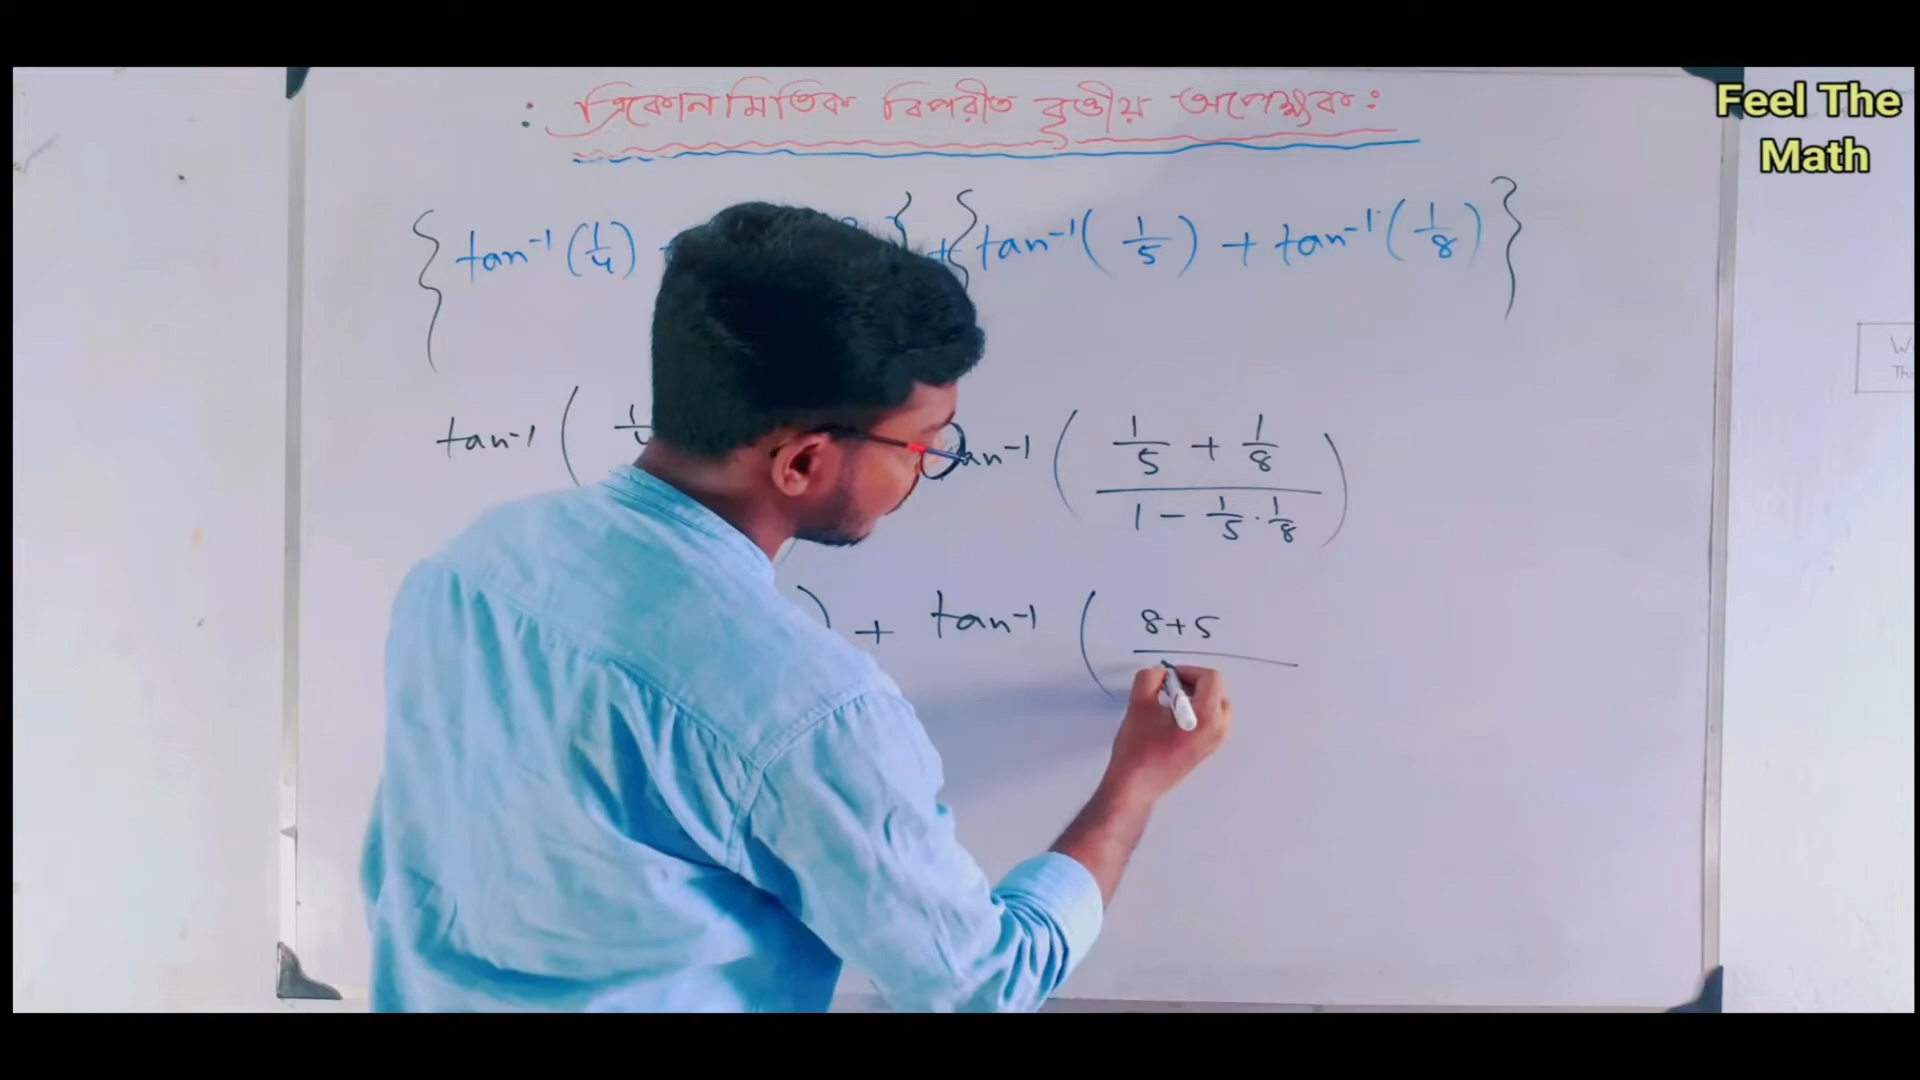 : ত্রিকোনমিতিক বিপরীত বৃত্তীয় অপেক্ষক :
Feel The
Math
{ tan⁻¹ (1/4) } + { tan⁻¹ (1/5) + tan⁻¹ (1/8) }
tan⁻¹ ( tan⁻¹ ( (1/5 + 1/8) / (1 - 1/5 · 1/8) )
) + tan⁻¹ ( 8+5